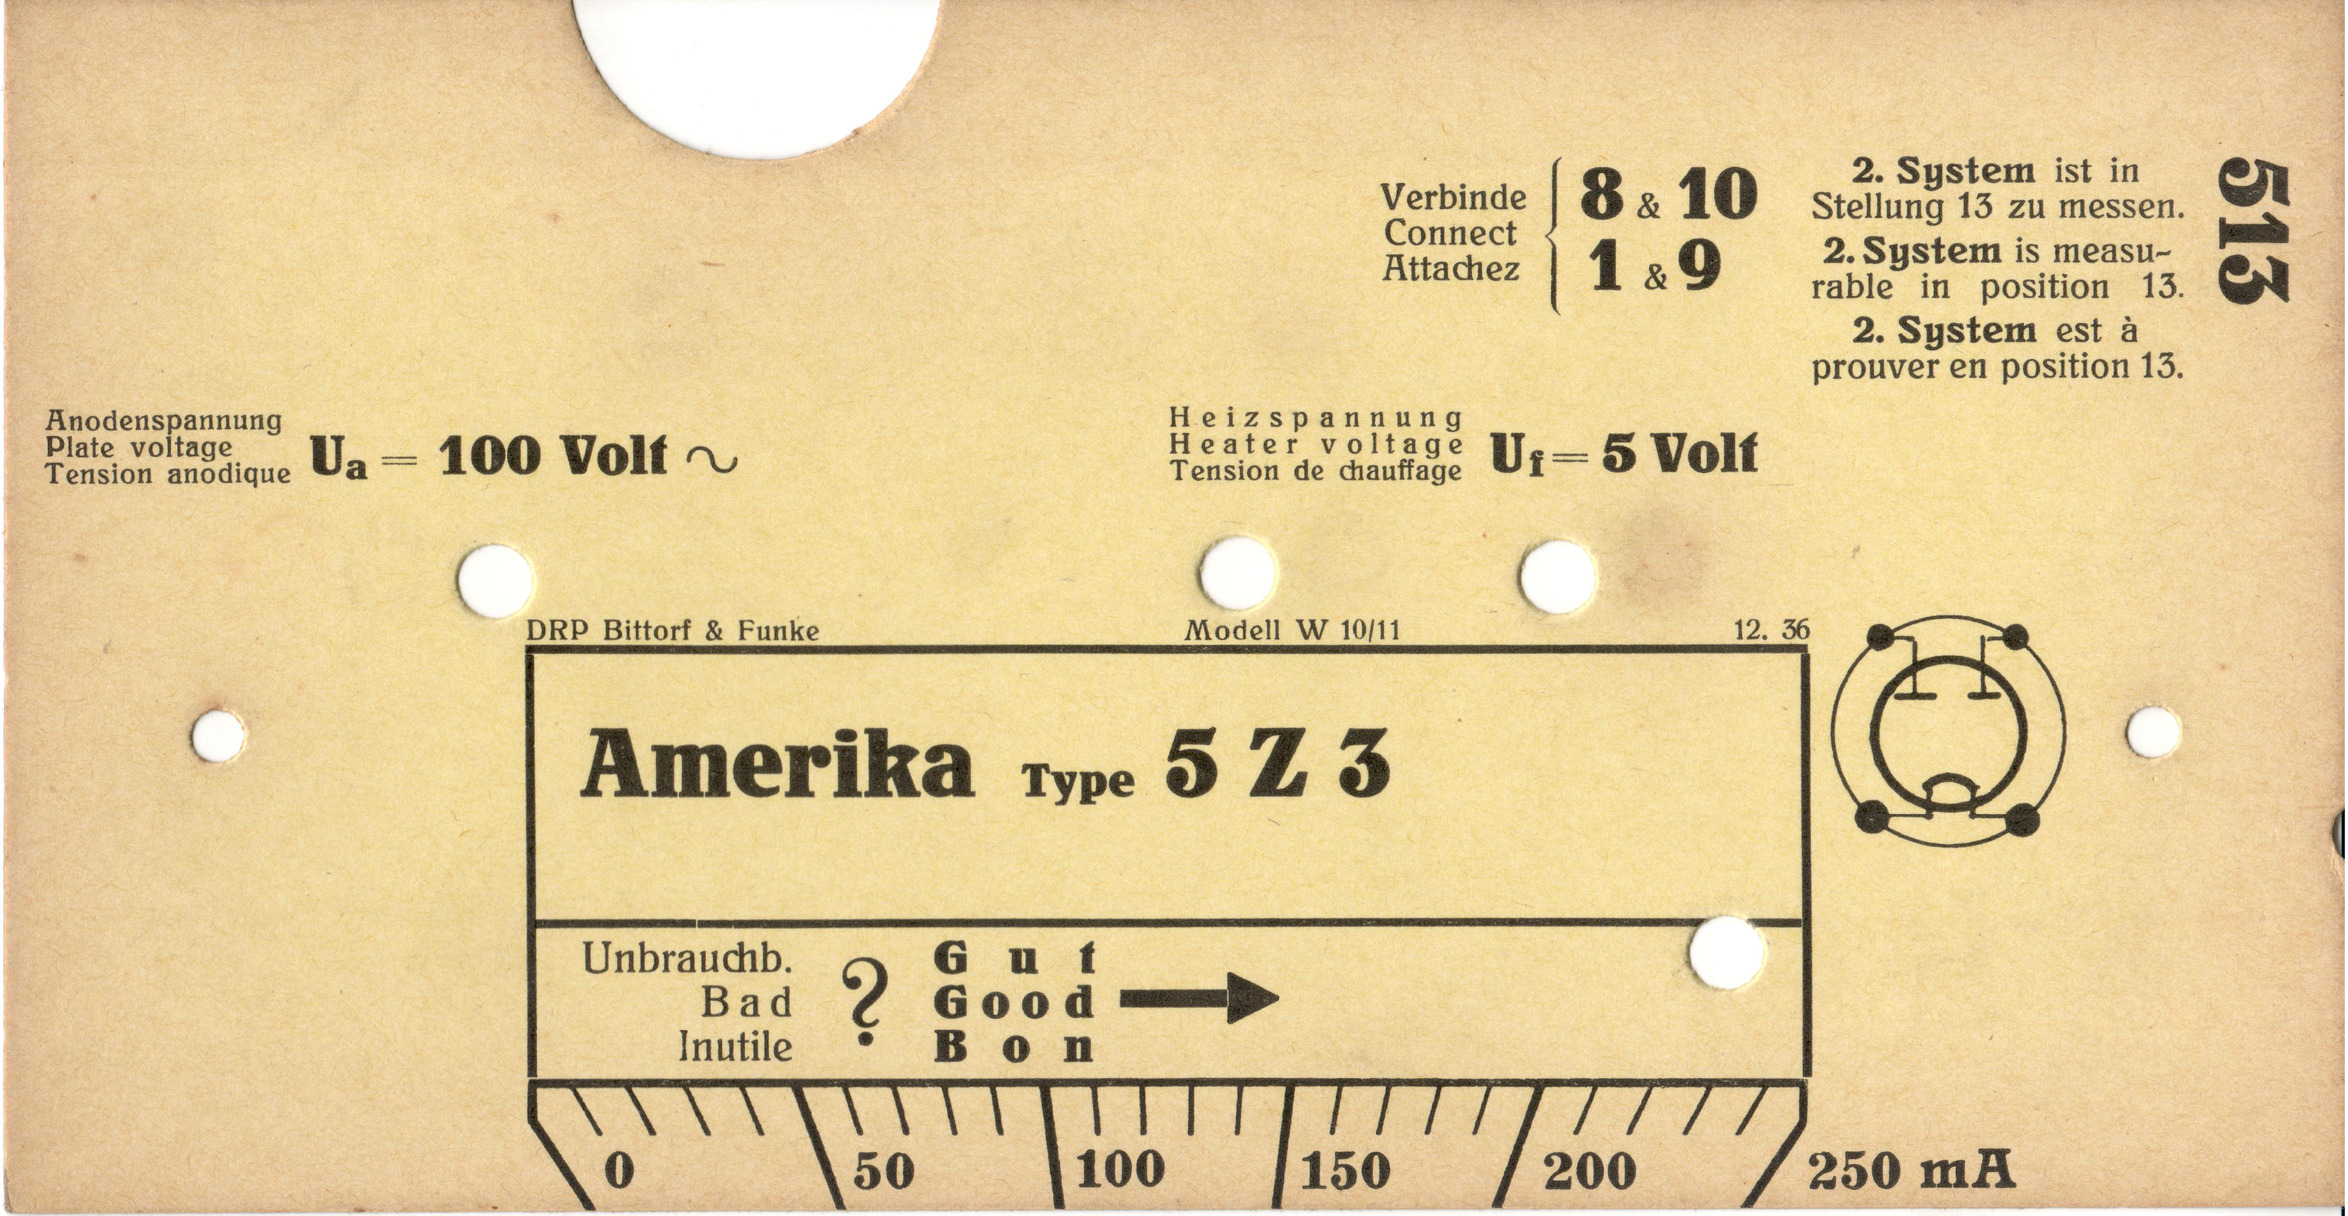 Verbinde
Connect
Attachez
8 & 10
1 & 9
2. System ist in
Stellung 13 zu messen.
2. System is measu-
rable in position 13.
2. System est à
prouver en position 13.
513
Anodenspannung
Plate voltage
Tension anodique
Ua = 100 Volt ~
Heizspannung
Heater voltage
Tension de chauffage
Uf = 5 Volt
DRP Bittorf & Funke
Modell W 10/11
12. 36
Amerika Type 5 Z 3
Unbrauchb.
Bad
Inutile
?
Gut
Good
Bon
0 50 100 150 200 250 mA